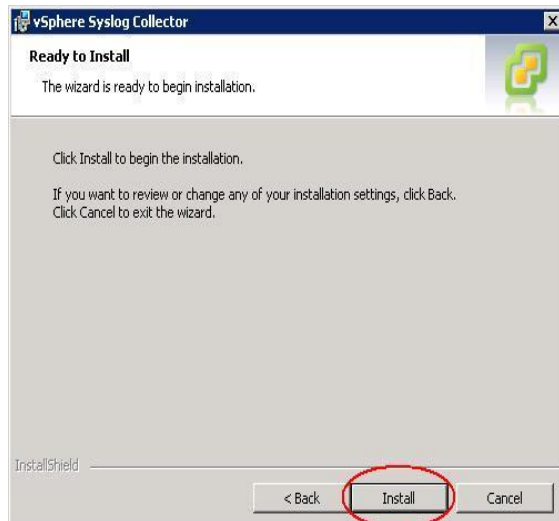 vSphere Syslog Collector
Ready to Install
The wizard is ready to begin installation.
Click Install to begin the installation.
If you want to review or change any of your installation settings, click Back.
Click Cancel to exit the wizard.
InstallShield
< Back Install Cancel